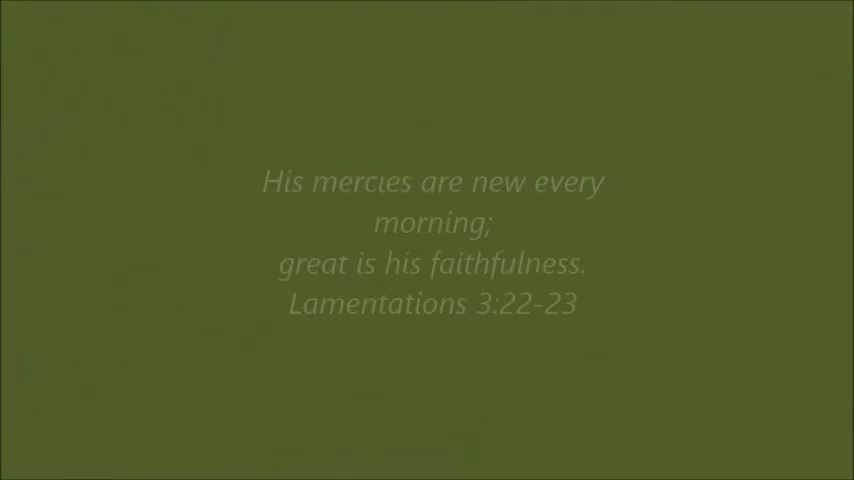 His mercies are new every
morning;
great is his faithfulness.
Lamentations 3:22-23